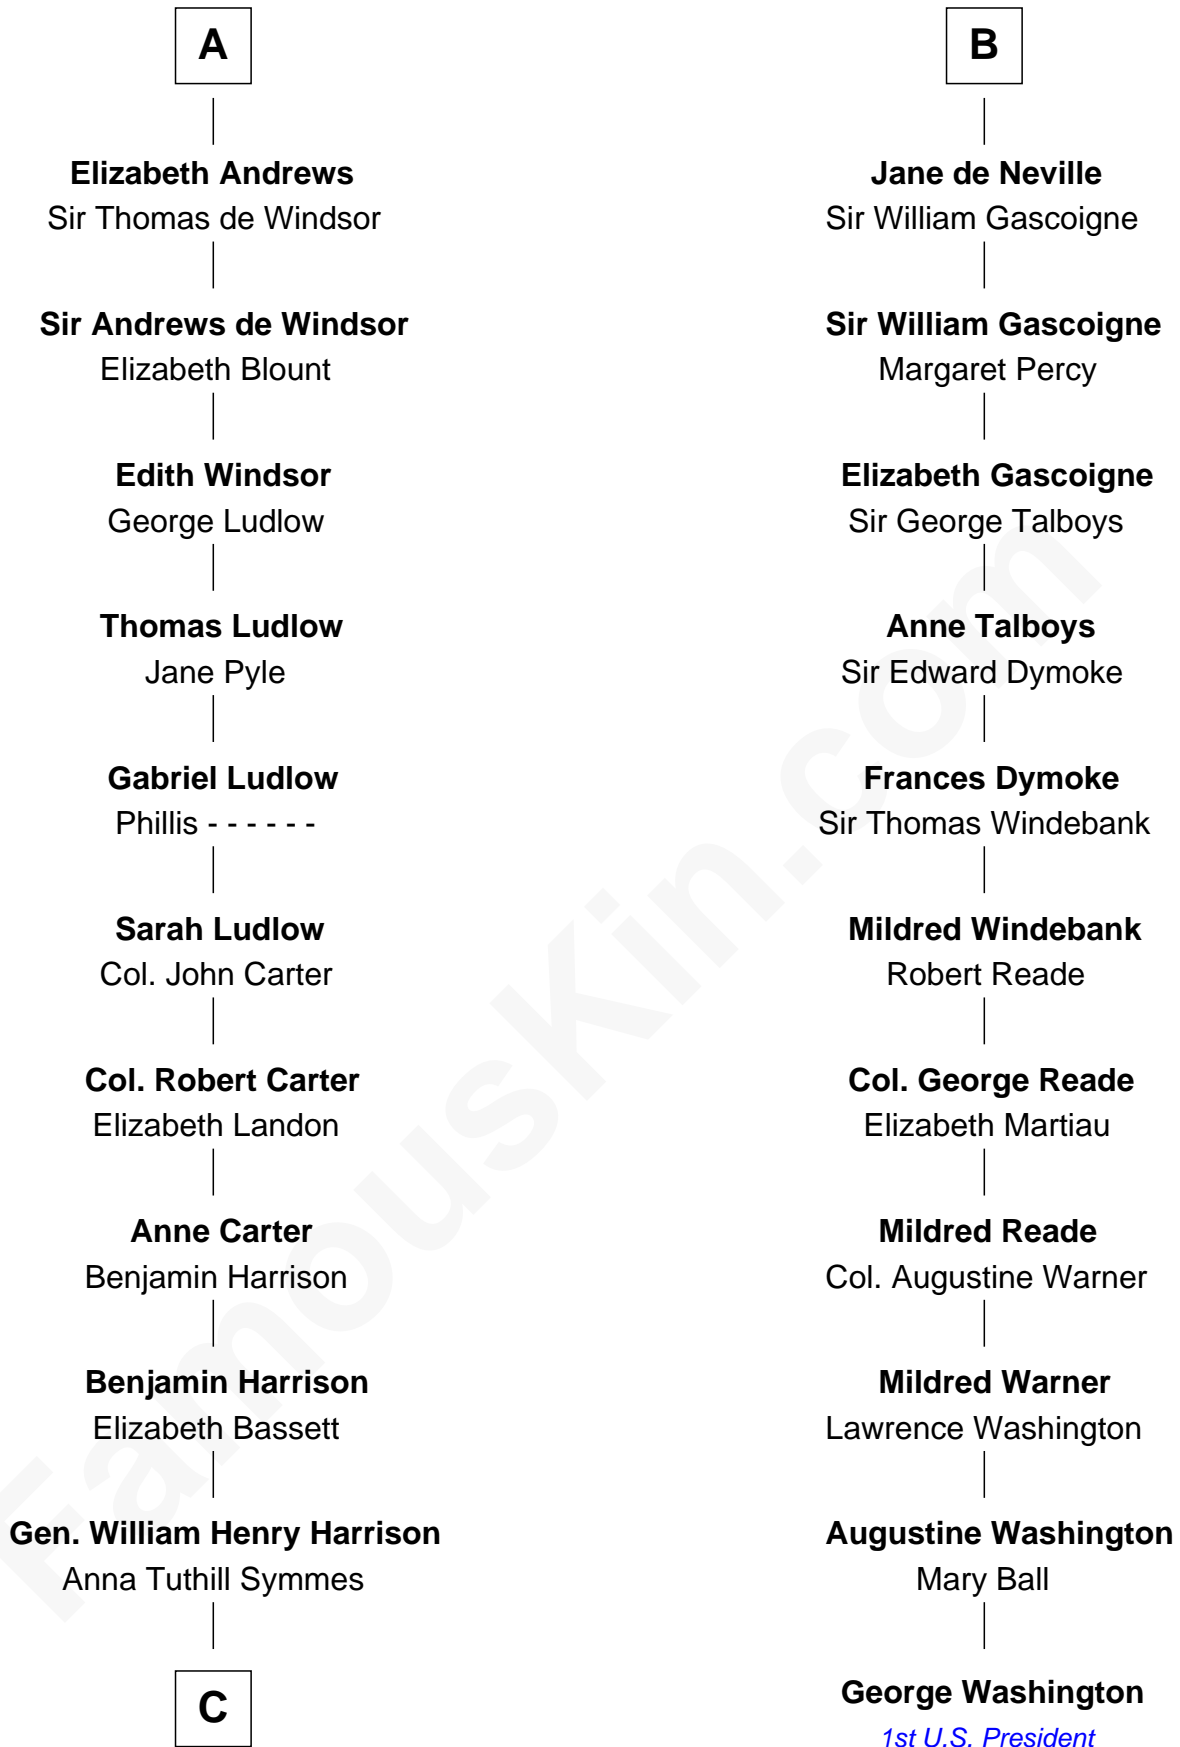 A
Elizabeth Andrews
Sir Thomas de Windsor
Sir Andrews de Windsor
Elizabeth Blount
Edith Windsor
George Ludlow
Thomas Ludlow
Jane Pyle
Gabriel Ludlow
Phillis - - - - - -
Sarah Ludlow
Col. John Carter
Col. Robert Carter
Elizabeth Landon
Anne Carter
Benjamin Harrison
Benjamin Harrison
Elizabeth Bassett
Gen. William Henry Harrison
Anna Tuthill Symmes
C
B
Jane de Neville
Sir William Gascoigne
Sir William Gascoigne
Margaret Percy
Elizabeth Gascoigne
Sir George Talboys
Anne Talboys
Sir Edward Dymoke
Frances Dymoke
Sir Thomas Windebank
Mildred Windebank
Robert Reade
Col. George Reade
Elizabeth Martiau
Mildred Reade
Col. Augustine Warner
Mildred Warner
Lawrence Washington
Augustine Washington
Mary Ball
George Washington
1st U.S. President
FamousKin.com